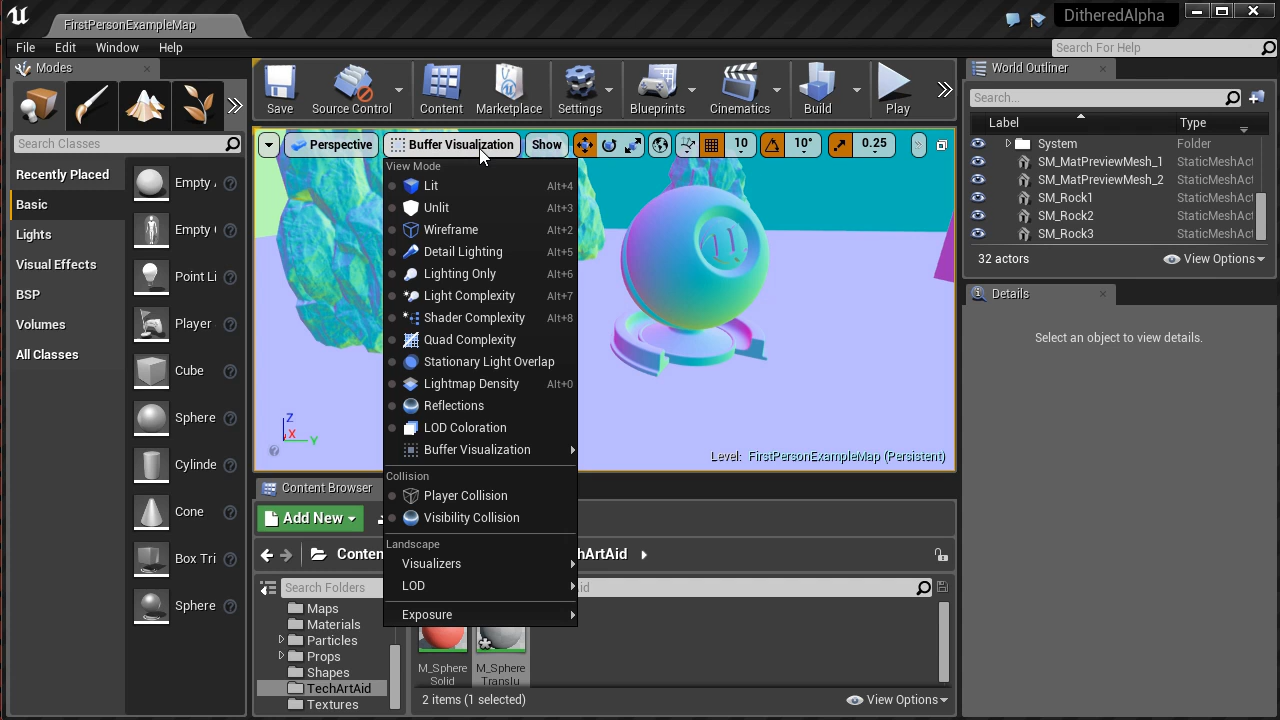 FirstPersonExampleMap
DitheredAlpha
File Edit Window Help
Search For Help
Modes
Search Classes
Recently Placed
Basic
Lights
Visual Effects
BSP
Volumes
All Classes
Empty A
Empty C
Point Li
Player
Cube
Sphere
Cylinde
Cone
Box Tri
Sphere
Save
Source Control
Content
Marketplace
Settings
Blueprints
Cinematics
Build
Play
Perspective
Buffer Visualization
Show
10
10°
0.25
View Mode
Lit Alt+4
Unlit Alt+3
Wireframe Alt+2
Detail Lighting Alt+5
Lighting Only Alt+6
Light Complexity Alt+7
Shader Complexity Alt+8
Quad Complexity
Stationary Light Overlap
Lightmap Density Alt+0
Reflections
LOD Coloration
Buffer Visualization
Collision
Player Collision
Visibility Collision
Landscape
Visualizers
LOD
Exposure
Z
X
Y
Level: FirstPersonExampleMap (Persistent)
Content Browser
Add New
Conten
chArtAid
Search Folders
id
Maps
Materials
Particles
Props
Shapes
TechArtAid
Textures
M_Sphere
Solid
M_Sphere
Translu
2 items (1 selected)
View Options
World Outliner
Search...
Label Type
System Folder
SM_MatPreviewMesh_1 StaticMeshAct
SM_MatPreviewMesh_2 StaticMeshAct
SM_Rock1 StaticMeshAct
SM_Rock2 StaticMeshAct
SM_Rock3 StaticMeshAct
32 actors
View Options
Details
Select an object to view details.